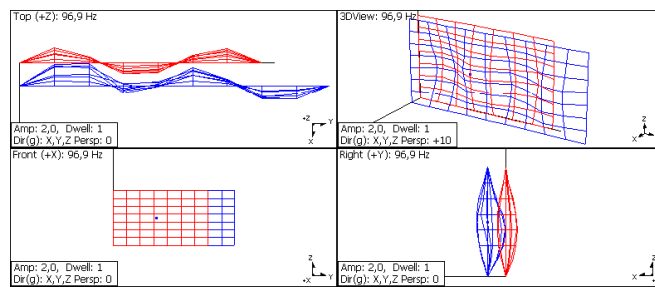 Top (+Z): 96,9 Hz
Amp: 2,0, Dwell: 1
Dir(g): X,Y,Z Persp: 0
+Z
Y
X
3DView: 96,9 Hz
Amp: 2,0, Dwell: 1
Dir(g): X,Y,Z Persp: +10
Z
X
Y
Front (+X): 96,9 Hz
Amp: 2,0, Dwell: 1
Dir(g): X,Y,Z Persp: 0
Z
+X
Y
Right (+Y): 96,9 Hz
Amp: 2,0, Dwell: 1
Dir(g): X,Y,Z Persp: 0
Z
X
+Y